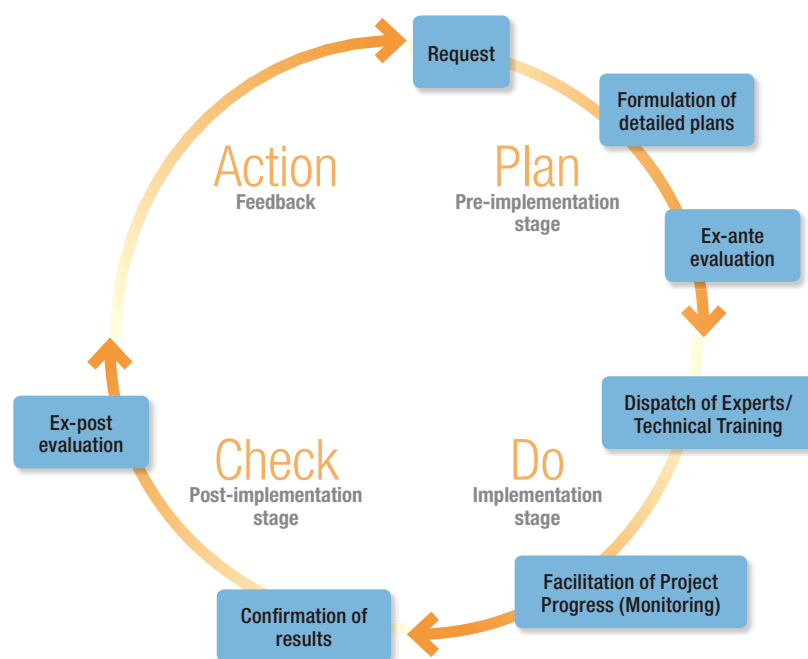 Request
Formulation of
detailed plans
Action
Feedback
Plan
Pre-implementation
stage
Ex-ante
evaluation
Dispatch of Experts/
Technical Training
Ex-post
evaluation
Check
Post-implementation
stage
Do
Implementation
stage
Facilitation of Project
Progress (Monitoring)
Confirmation of
results